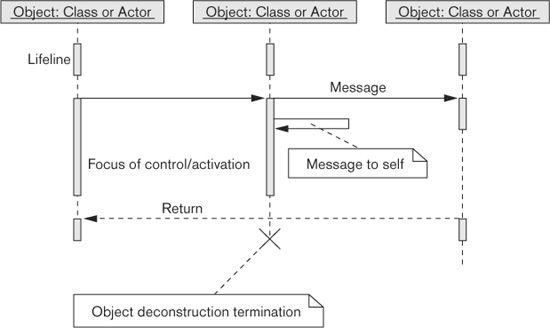 Object: Class or Actor
Object: Class or Actor
Object: Class or Actor
Lifeline
Message
Focus of control/activation
Message to self
Return
Object deconstruction termination